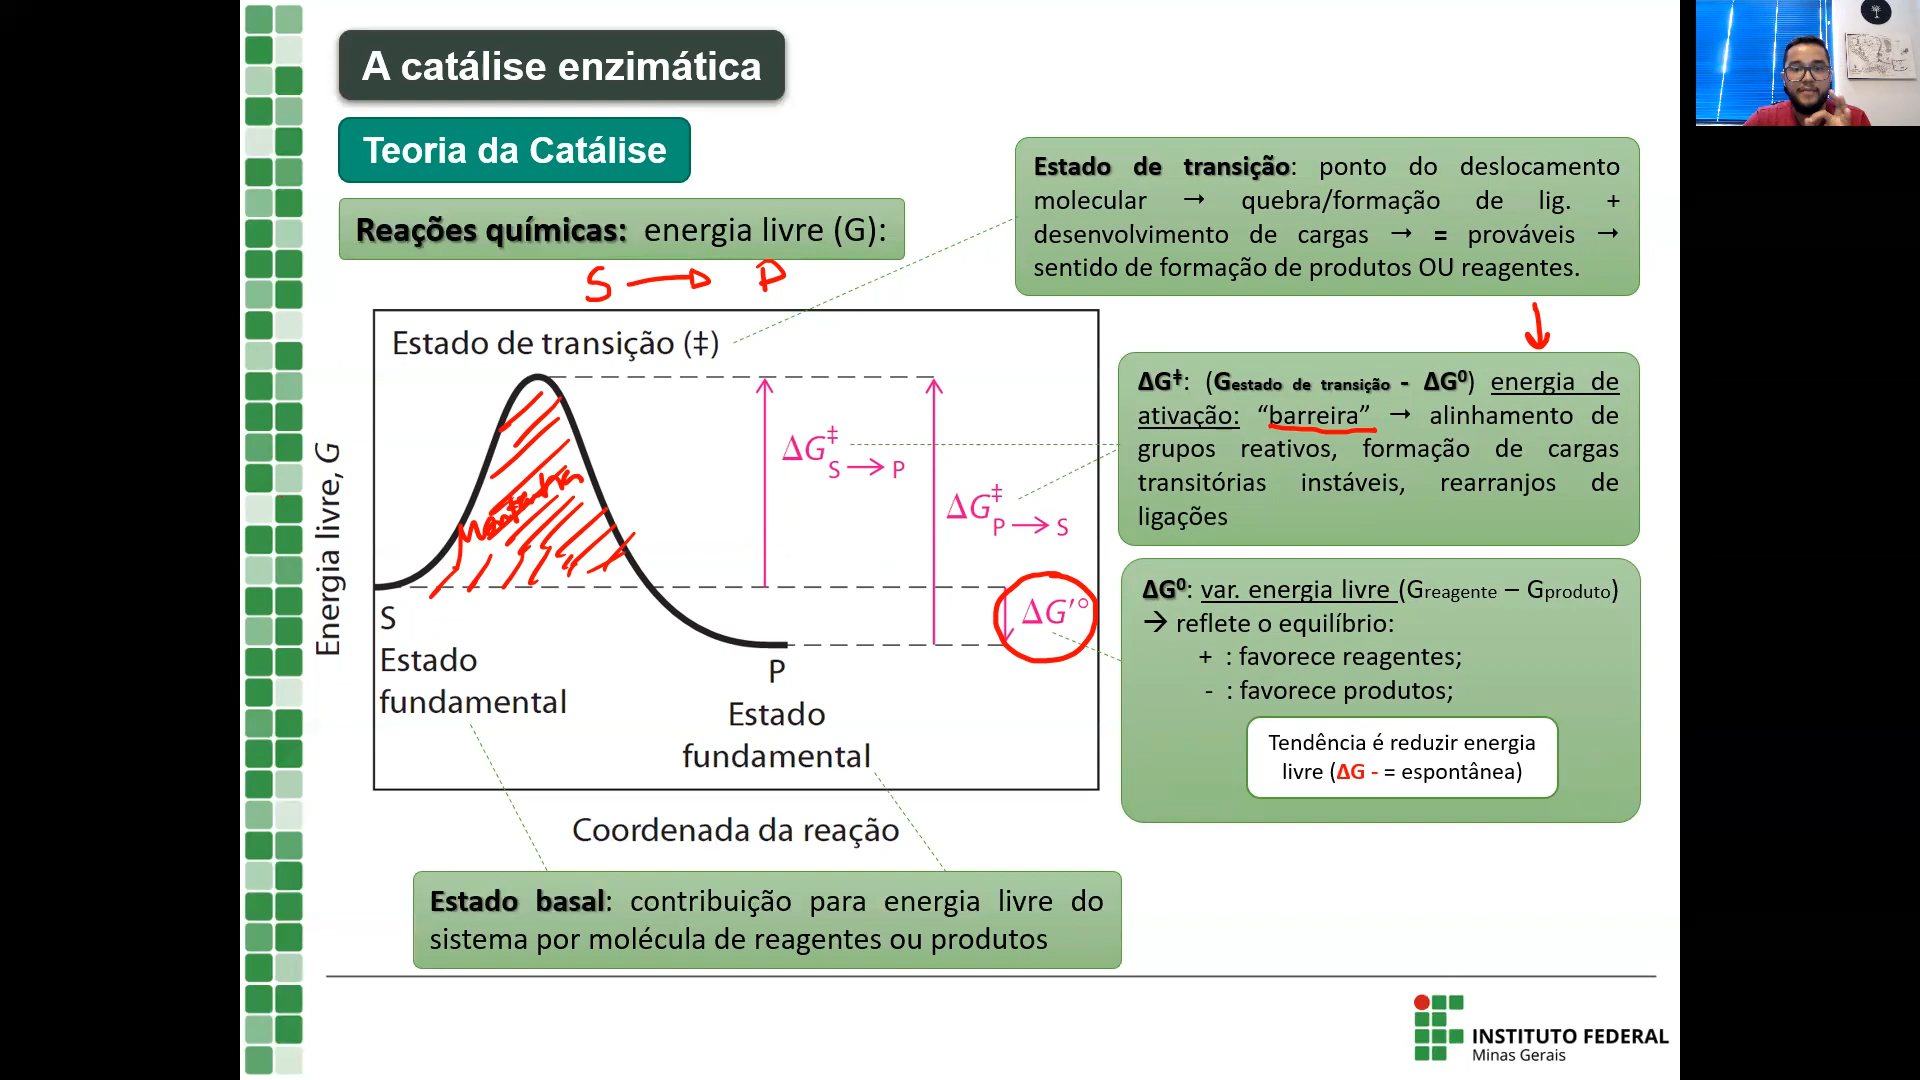 A catálise enzimática
Teoria da Catálise
Reações químicas: energia livre (G):
S → P
Estado de transição: ponto do deslocamento
molecular → quebra/formação de lig. +
desenvolvimento de cargas → = prováveis →
sentido de formação de produtos OU reagentes.
Estado de transição (‡)
Energia livre, G
ΔG‡ S → P
ΔG‡ P → S
ΔG′°
S
Estado
fundamental
P
Estado
fundamental
Coordenada da reação
ΔG‡: (Gestado de transição - ΔG⁰) energia de
ativação: “barreira” → alinhamento de
grupos reativos, formação de cargas
transitórias instáveis, rearranjos de
ligações
ΔG⁰: var. energia livre (Greagente – Gproduto)
→ reflete o equilíbrio:
+ : favorece reagentes;
- : favorece produtos;
Tendência é reduzir energia
livre (ΔG - = espontânea)
Estado basal: contribuição para energia livre do
sistema por molécula de reagentes ou produtos
INSTITUTO FEDERAL
Minas Gerais